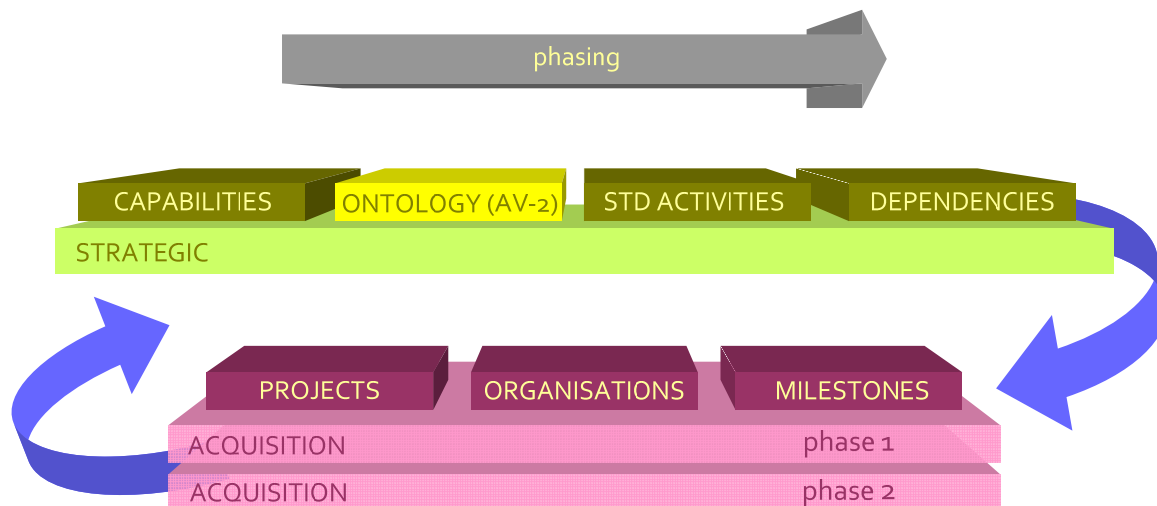 phasing
CAPABILITIES
ONTOLOGY (AV-2)
STD ACTIVITIES
DEPENDENCIES
STRATEGIC
PROJECTS
ORGANISATIONS
MILESTONES
ACQUISITION phase 1
ACQUISITION phase 2